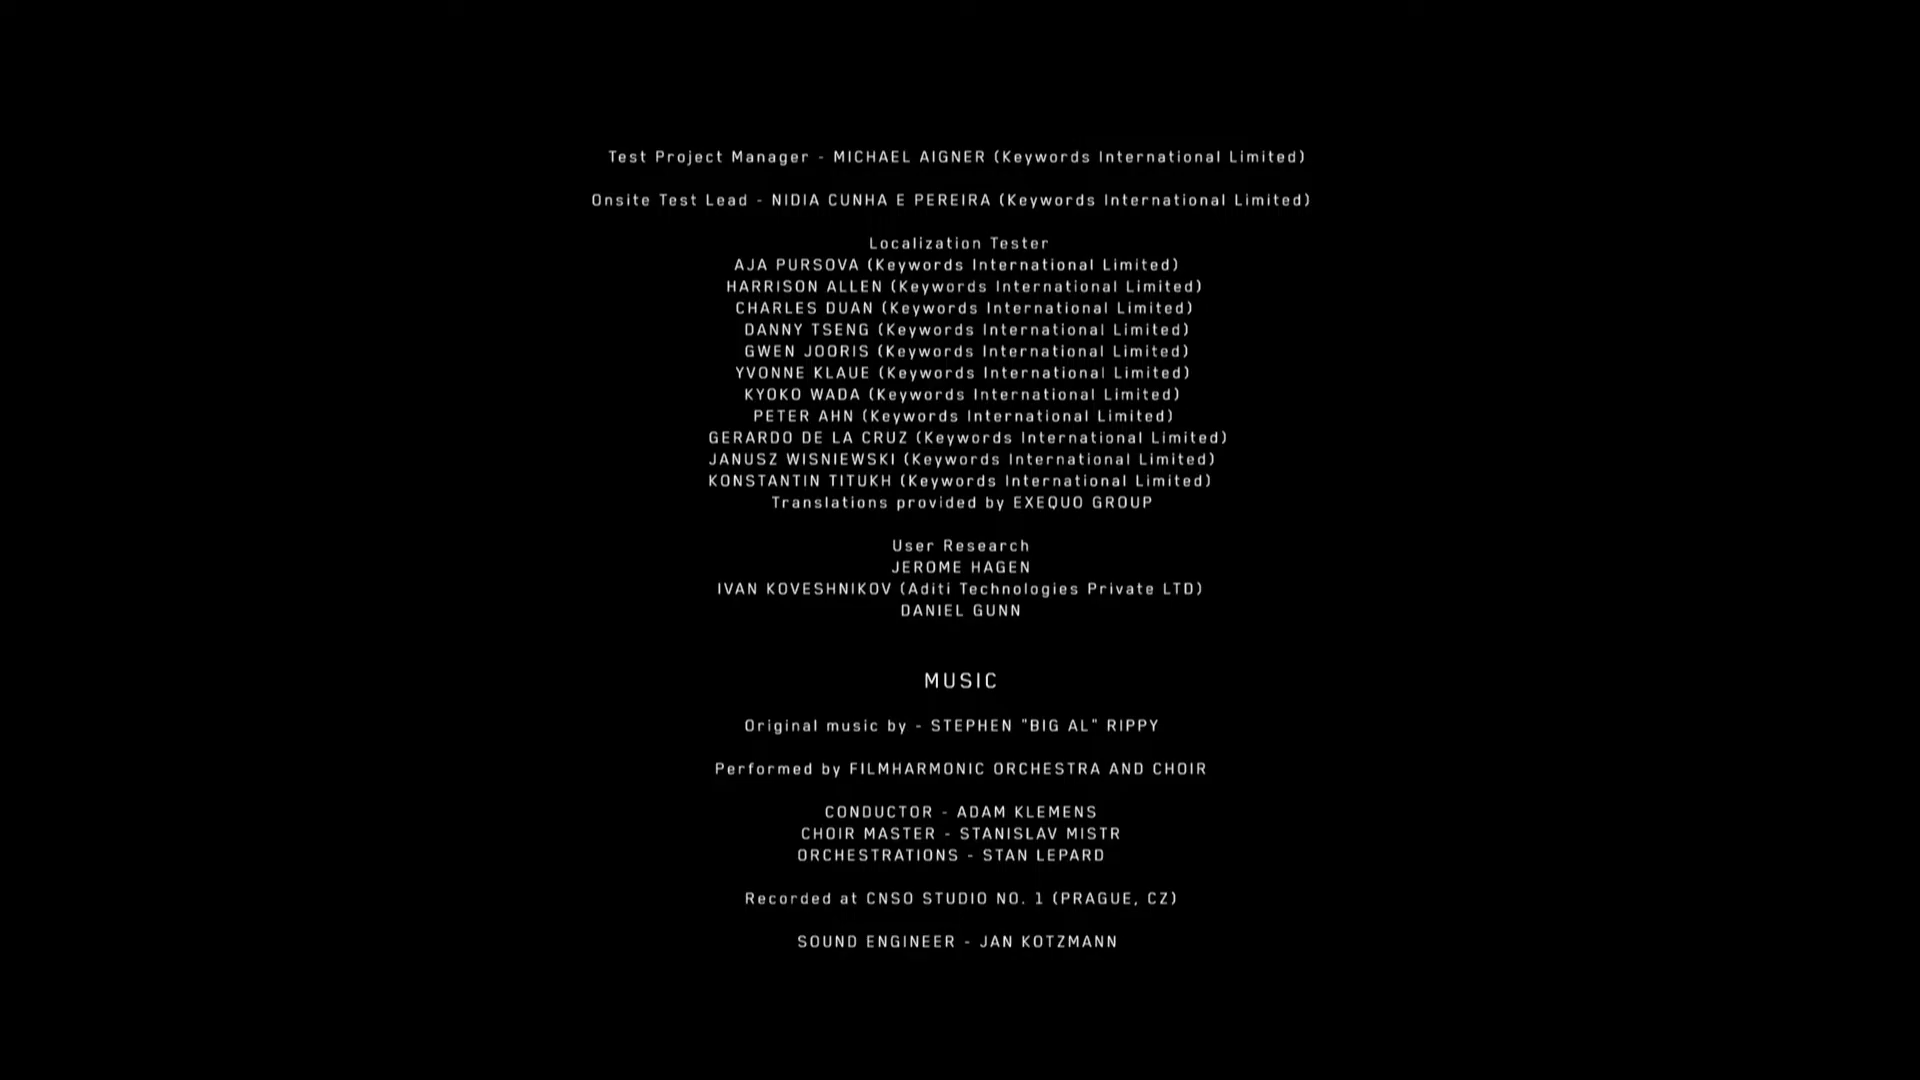 Test Project Manager - MICHAEL AIGNER (Keywords International Limited)
Onsite Test Lead - NIDIA CUNHA E PEREIRA (Keywords International Limited)
Localization Tester
AJA PURSOVA (Keywords International Limited)
HARRISON ALLEN (Keywords International Limited)
CHARLES DUAN (Keywords International Limited)
DANNY TSENG (Keywords International Limited)
GWEN JOORIS (Keywords International Limited)
YVONNE KLAUE (Keywords International Limited)
KYOKO WADA (Keywords International Limited)
PETER AHN (Keywords International Limited)
GERARDO DE LA CRUZ (Keywords International Limited)
JANUSZ WISNIEWSKI (Keywords International Limited)
KONSTANTIN TITUKH (Keywords International Limited)
Translations provided by EXEQUO GROUP
User Research
JEROME HAGEN
IVAN KOVESHNIKOV (Aditi Technologies Private LTD)
DANIEL GUNN
MUSIC
Original music by - STEPHEN "BIG AL" RIPPY
Performed by FILMHARMONIC ORCHESTRA AND CHOIR
CONDUCTOR - ADAM KLEMENS
CHOIR MASTER - STANISLAV MISTR
ORCHESTRATIONS - STAN LEPARD
Recorded at CNSO STUDIO NO. 1 (PRAGUE, CZ)
SOUND ENGINEER - JAN KOTZMANN